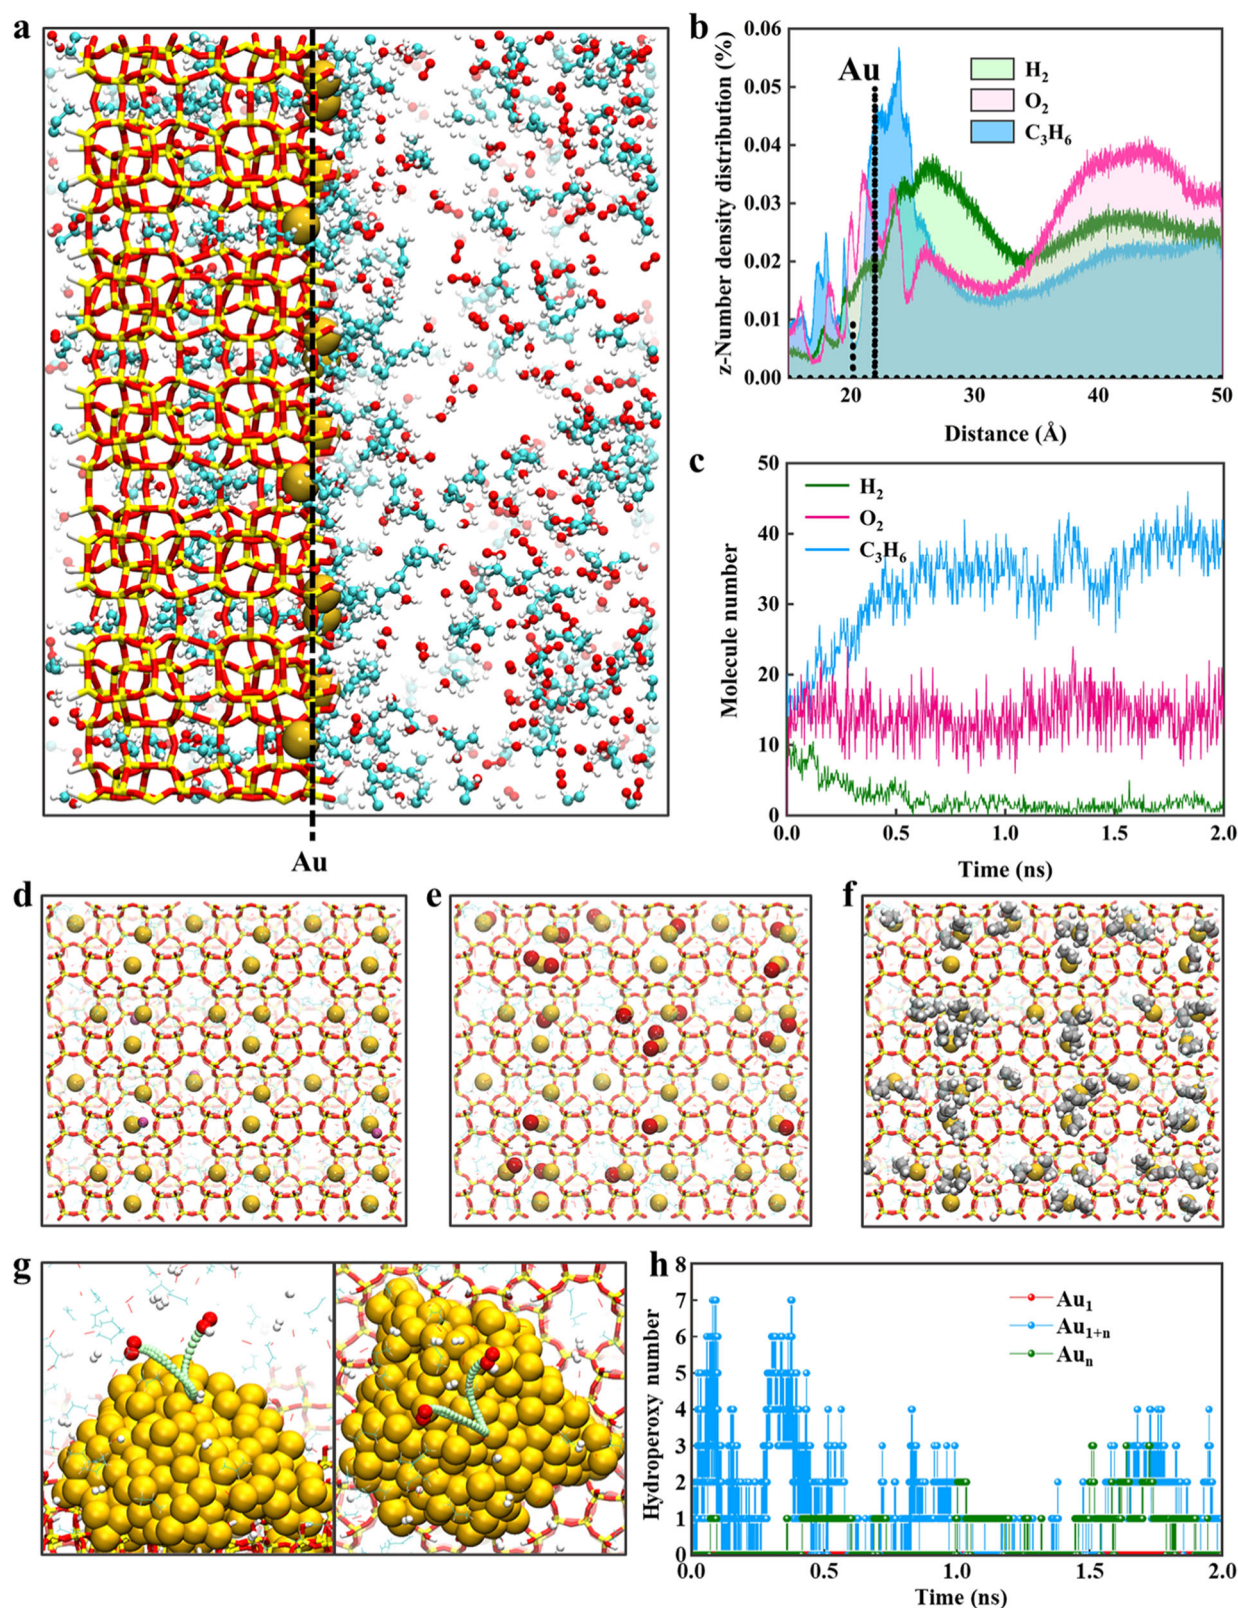 a
Au
b
z-Number density distribution (%)
0.06
0.05
0.04
0.03
0.02
0.01
0.00
Au
H2
O2
C3H6
20
30
40
50
Distance (Å)
c
Molecule number
50
40
30
20
10
0
H2
O2
C3H6
0.0
0.5
1.0
1.5
2.0
Time (ns)
d
e
f
g
h
Hydroperoxy number
8
7
6
5
4
3
2
1
0
Au1
Au1+n
Aun
0.0
0.5
1.0
1.5
2.0
Time (ns)